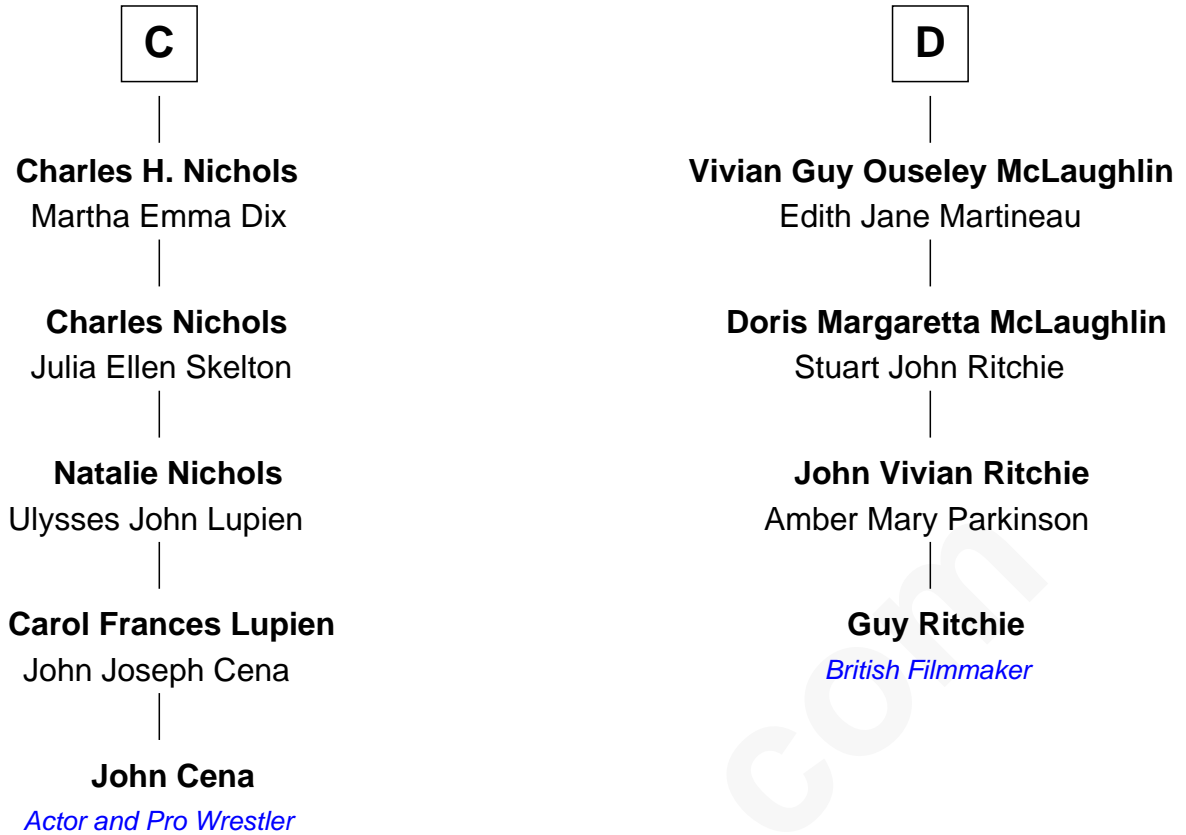 C
Charles H. Nichols
Martha Emma Dix
Charles Nichols
Julia Ellen Skelton
Natalie Nichols
Ulysses John Lupien
Carol Frances Lupien
John Joseph Cena
John Cena
Actor and Pro Wrestler
D
Vivian Guy Ouseley McLaughlin
Edith Jane Martineau
Doris Margaretta McLaughlin
Stuart John Ritchie
John Vivian Ritchie
Amber Mary Parkinson
Guy Ritchie
British Filmmaker
com